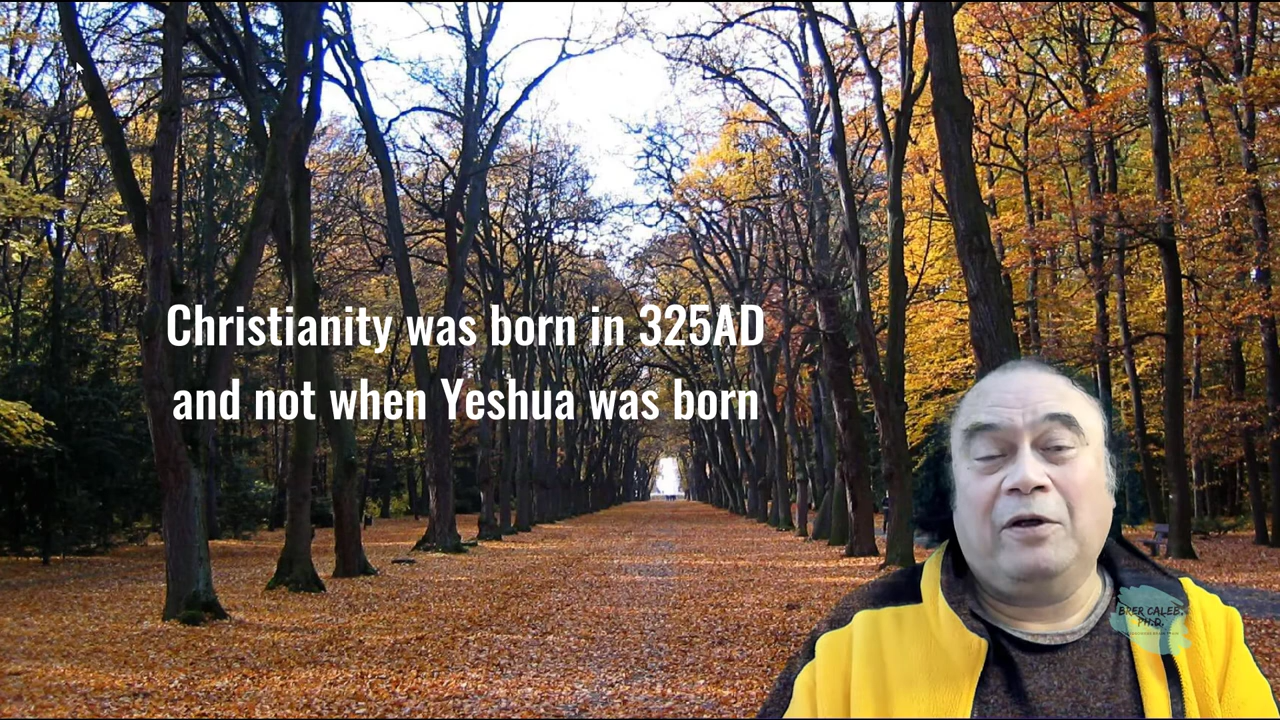 Christianity was born in 325AD
and not when Yeshua was born
BRER CALEB,
PH.D.